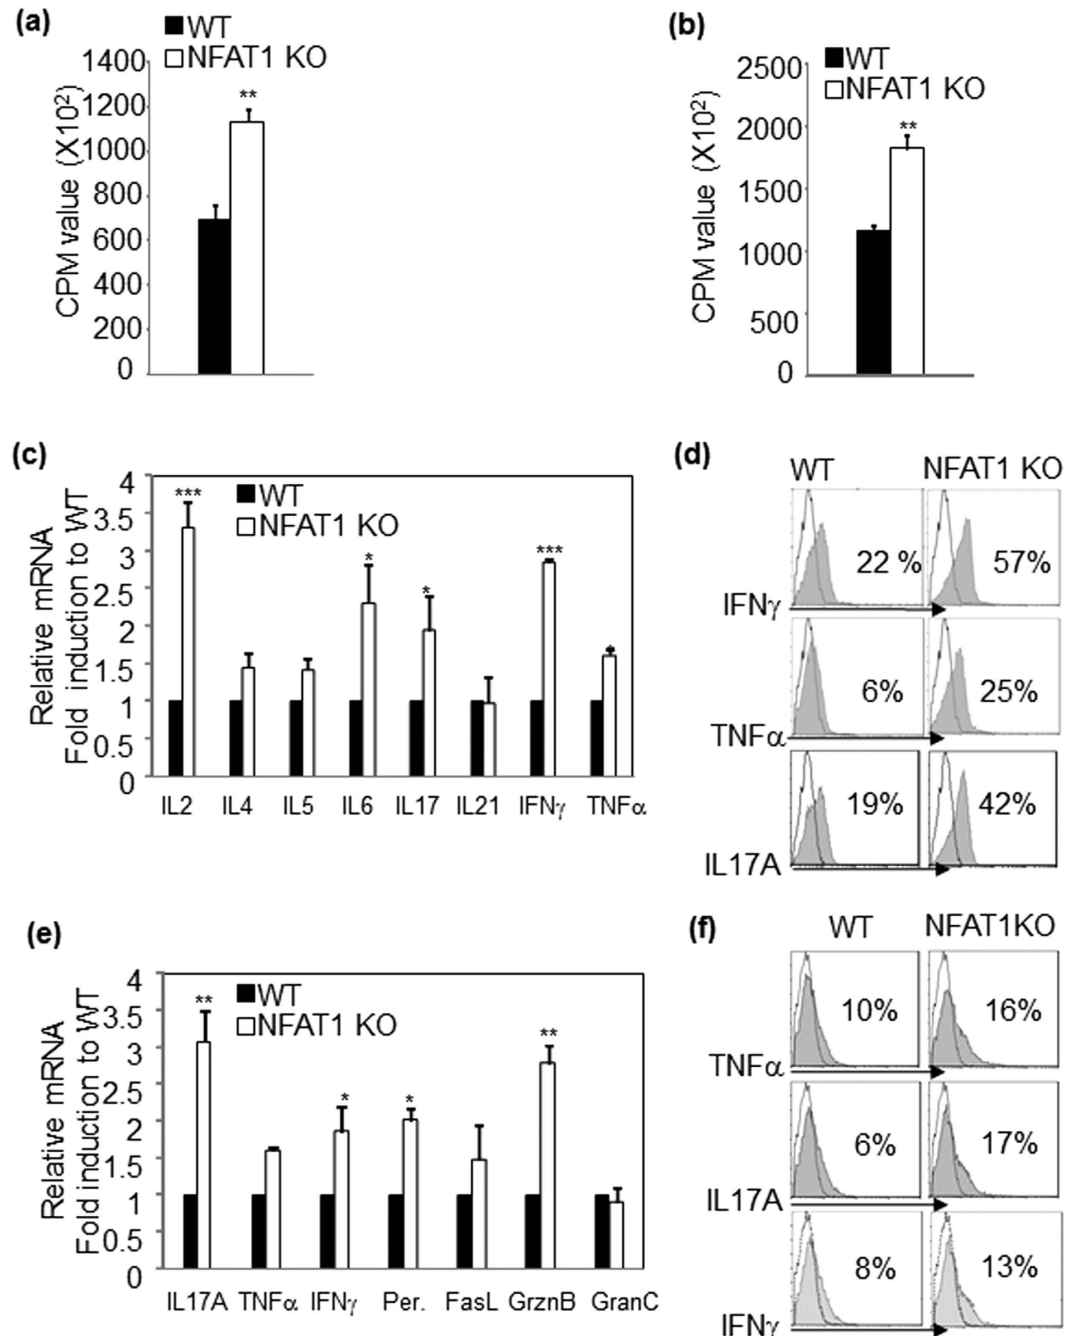 (a)
WT
NFAT1 KO
1400
1200
1000
800
600
400
200
0
CPM value (X10²)
**
(b)
WT
NFAT1 KO
2500
2000
1500
1000
500
0
CPM value (X10²)
**
(c)
WT
NFAT1 KO
4
3.5
3
2.5
2
1.5
1
0.5
0
Relative mRNA
Fold induction to WT
***
*
*
***
*
IL2 IL4 IL5 IL6 IL17 IL21 IFNγ TNFα
(d)
WT NFAT1 KO
22 % 57%
IFNγ
6% 25%
TNFα
19% 42%
IL17A
(e)
WT
NFAT1 KO
4
3.5
3
2.5
2
1.5
1
0.5
0
Relative mRNA
Fold induction to WT
**
*
*
**
IL17A TNFα IFNγ Per. FasL GrznB GranC
(f)
WT NFAT1KO
10% 16%
TNFα
6% 17%
IL17A
8% 13%
IFNγ